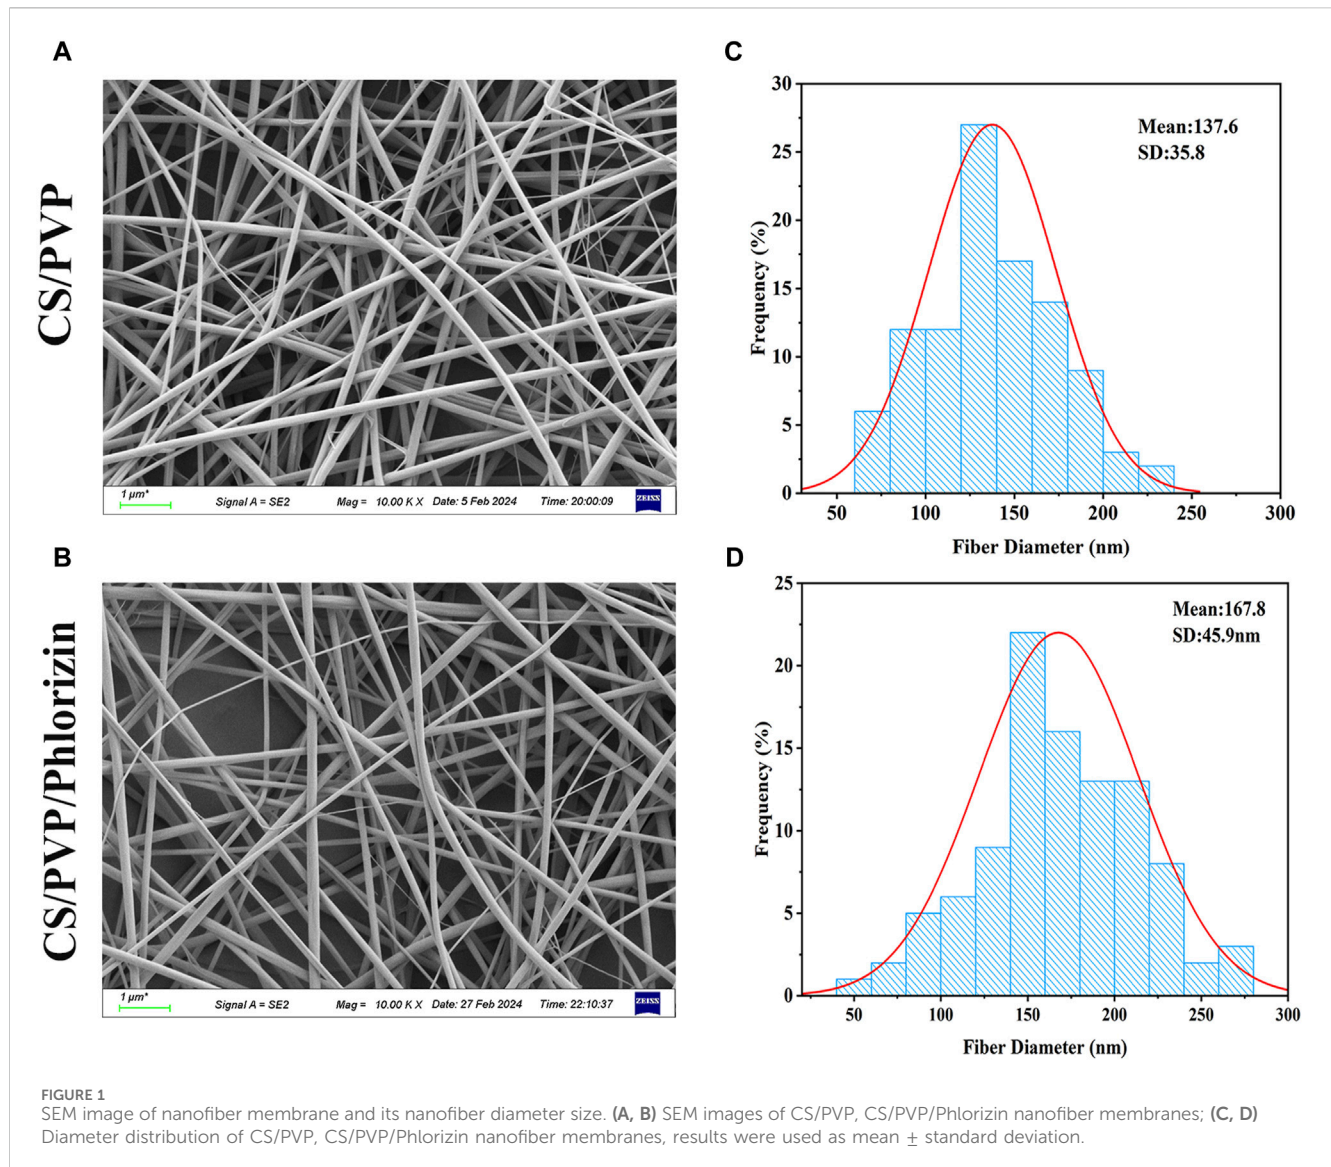 A
CS/PVP
1 µm*
Signal A = SE2
Mag = 10.00 K X
Date: 5 Feb 2024
Time: 20:00:09
ZEISS
C
30
25
20
15
10
5
0
Frequency (%)
Mean:137.6
SD:35.8
50 100 150 200 250 300
Fiber Diameter (nm)
B
CS/PVP/Phlorizin
1 µm*
Signal A = SE2
Mag = 10.00 K X
Date: 27 Feb 2024
Time: 22:10:37
ZEISS
D
25
20
15
10
5
0
Frequency (%)
Mean:167.8
SD:45.9nm
50 100 150 200 250 300
Fiber Diameter (nm)
FIGURE 1
SEM image of nanofiber membrane and its nanofiber diameter size. (A, B) SEM images of CS/PVP, CS/PVP/Phlorizin nanofiber membranes; (C, D)
Diameter distribution of CS/PVP, CS/PVP/Phlorizin nanofiber membranes, results were used as mean ± standard deviation.